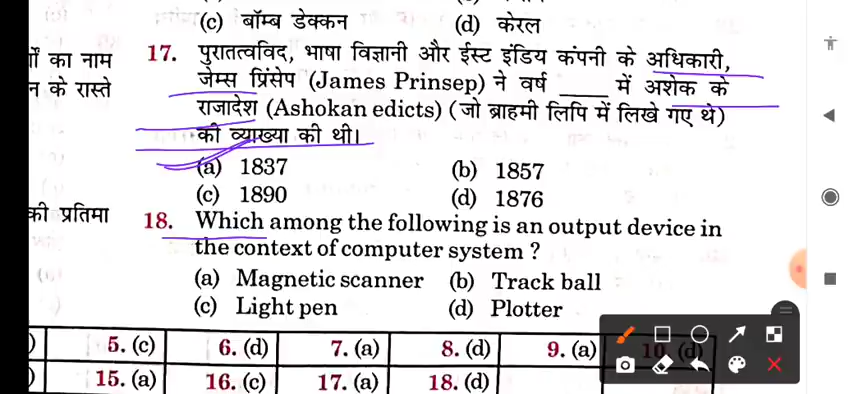 (c) बॉम्ब डेक्कन (d) केरल
का नाम
न के रास्ते
17. पुरातत्वविद, भाषा विज्ञानी और ईस्ट इंडिय कंपनी के अधिकारी,
जेम्स प्रिंसेप (James Prinsep) ने वर्ष ____ में अशोक के
राजादेश (Ashokan edicts) (जो ब्राहमी लिपि में लिखे गए थे)
की व्याख्या की थी।
(a) 1837 (b) 1857
(c) 1890 (d) 1876
की प्रतिमा
18. Which among the following is an output device in
the context of computer system ?
(a) Magnetic scanner (b) Track ball
(c) Light pen (d) Plotter
) 5. (c) 6. (d) 7. (a) 8. (d) 9. (a) 10. (d)
) 15. (a) 16. (c) 17. (a) 18. (d)